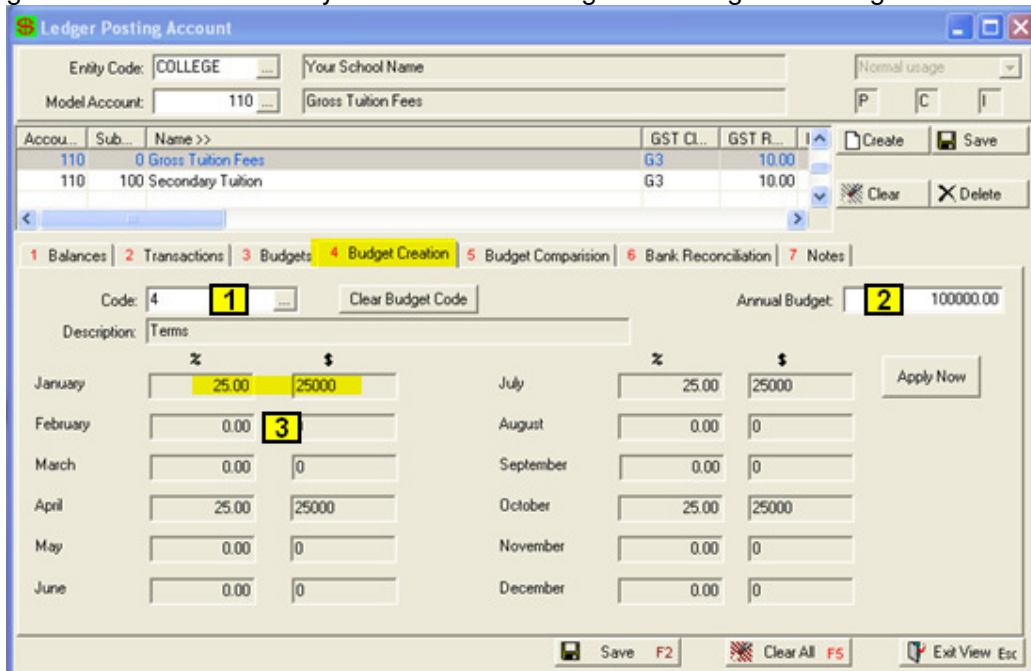 $ Ledger Posting Account
Entity Code: COLLEGE ... Your School Name Normal usage
Model Account: 110 ... Gross Tuition Fees P C I
Accou... Sub... Name >> GST Cl... GST R... Create Save
110 0 Gross Tuition Fees G3 10.00
110 100 Secondary Tuition G3 10.00
Clear Delete
1 Balances 2 Transactions 3 Budgets 4 Budget Creation 5 Budget Comparision 6 Bank Reconciliation 7 Notes
Code: 4 1 ... Clear Budget Code Annual Budget: 2 100000.00
Description: Terms
% $ % $
January 25.00 25000 July 25.00 25000 Apply Now
February 0.00 3 August 0.00 0
March 0.00 0 September 0.00 0
April 25.00 25000 October 25.00 25000
May 0.00 0 November 0.00 0
June 0.00 0 December 0.00 0
Save F2 Clear All F5 Exit View Esc